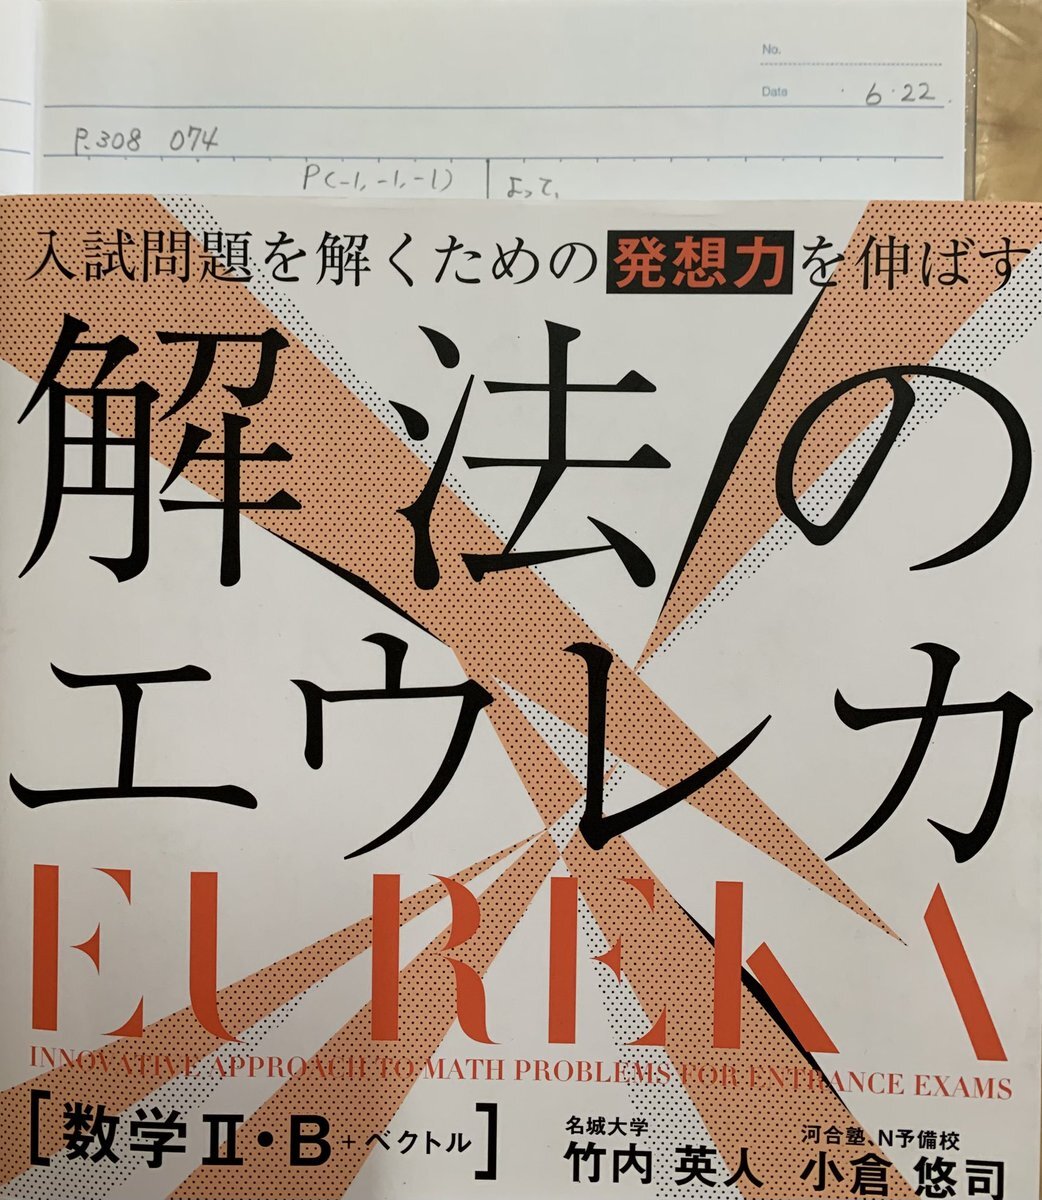 No.
Date 6・22
P.308 074
P(-1,-1,-1) よって、
入試問題を解くための発想力を伸ばす
解法の
エウレカ
EUREKA
INNOVATIVE APPROACH TO MATH PROBLEMS FOR ENTRANCE EXAMS
[数学Ⅱ・B+ベクトル]
名城大学 河合塾、N予備校
竹内 英人 小倉 悠司